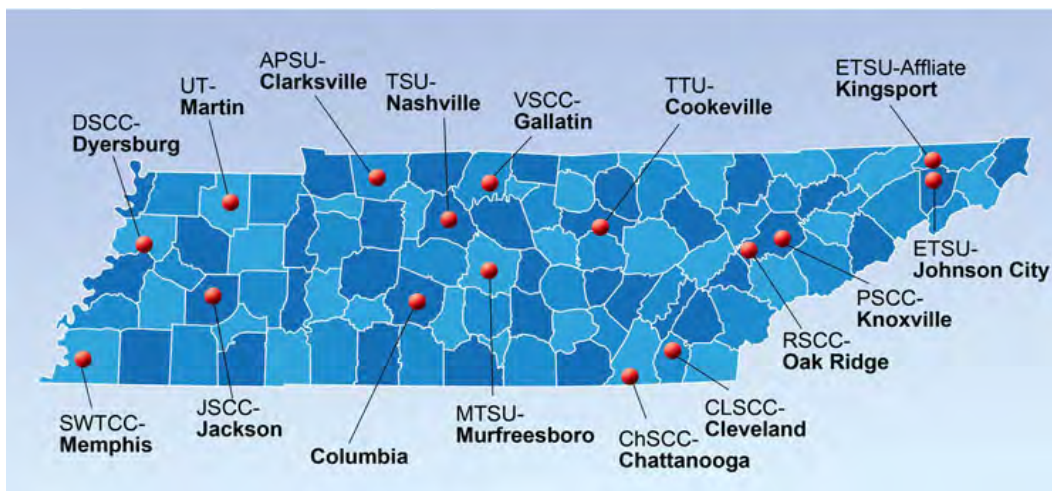 APSU-
Clarksville
TSU-
Nashville
ETSU-Affliate
Kingsport
UT-
Martin
VSCC-
Gallatin
TTU-
Cookeville
DSCC-
Dyersburg
ETSU-
Johnson City
PSCC-
Knoxville
RSCC-
Oak Ridge
SWTCC-
Memphis
JSCC-
Jackson
Columbia
MTSU-
Murfreesboro
CLSCC-
Cleveland
ChSCC-
Chattanooga